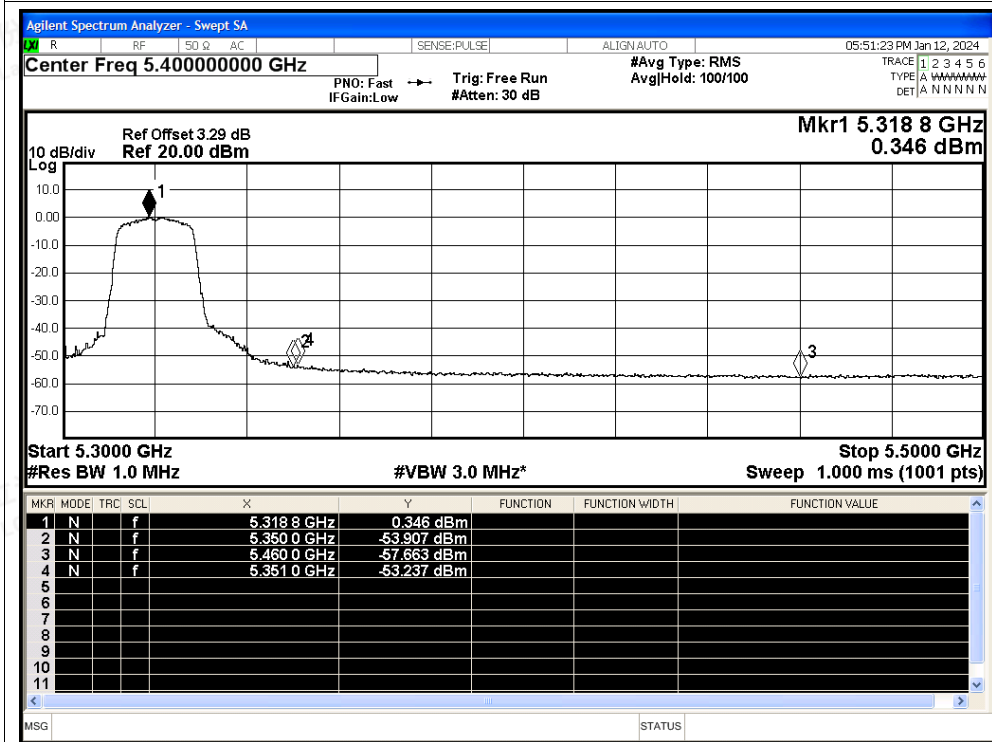 Agilent Spectrum Analyzer - Swept SA
LXI R RF 50 Ω AC SENSE:PULSE ALIGN AUTO 05:51:23 PM Jan 12, 2024
Center Freq 5.400000000 GHz
PNO: Fast Trig: Free Run #Avg Type: RMS TRACE 1 2 3 4 5 6
IFGain:Low #Atten: 30 dB Avg|Hold: 100/100 TYPE A WWWWW
DET A N N N N N
Mkr1 5.318 8 GHz
0.346 dBm
Ref Offset 3.29 dB
10 dB/div Ref 20.00 dBm
Log
10.0
0.00
-10.0
-20.0
-30.0
-40.0
-50.0
-60.0
-70.0
1
2 4
3
Start 5.3000 GHz Stop 5.5000 GHz
#Res BW 1.0 MHz #VBW 3.0 MHz* Sweep 1.000 ms (1001 pts)
MKR MODE TRC SCL X Y FUNCTION FUNCTION WIDTH FUNCTION VALUE
1 N f 5.318 8 GHz 0.346 dBm
2 N f 5.350 0 GHz -53.907 dBm
3 N f 5.460 0 GHz -57.663 dBm
4 N f 5.351 0 GHz -53.237 dBm
5
6
7
8
9
10
11
MSG STATUS